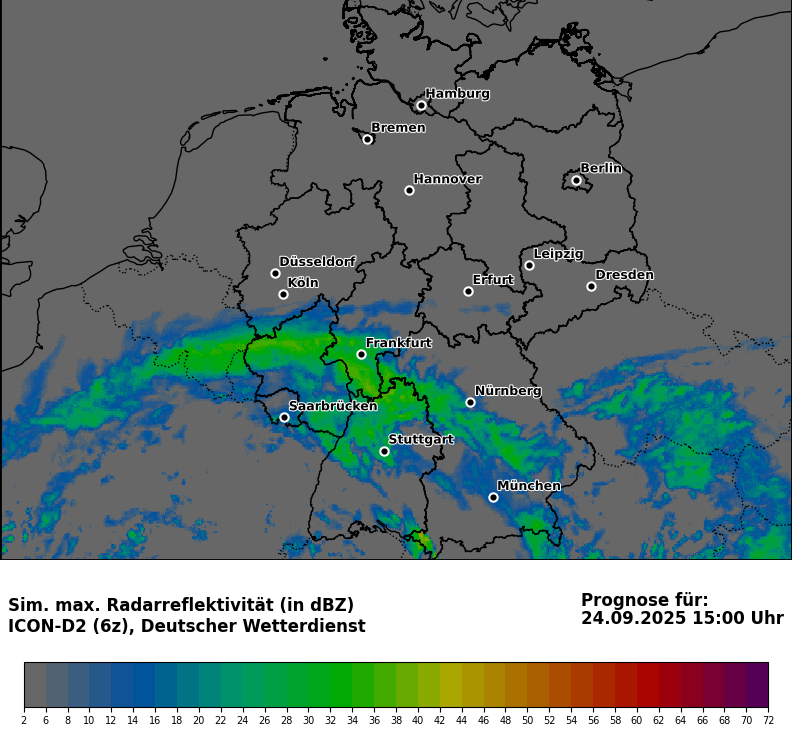 Hamburg
Bremen
Berlin
Hannover
Leipzig
Düsseldorf
Dresden
Köln
Erfurt
Frankfurt
Nürnberg
Saarbrücken
Stuttgart
München
Sim. max. Radarreflektivität (in dBZ)
ICON-D2 (6z), Deutscher Wetterdienst
Prognose für:
24.09.2025 15:00 Uhr
2 6 8 10 12 14 16 18 20 22 24 26 28 30 32 34 36 38 40 42 44 46 48 50 52 54 56 58 60 62 64 66 68 70 72